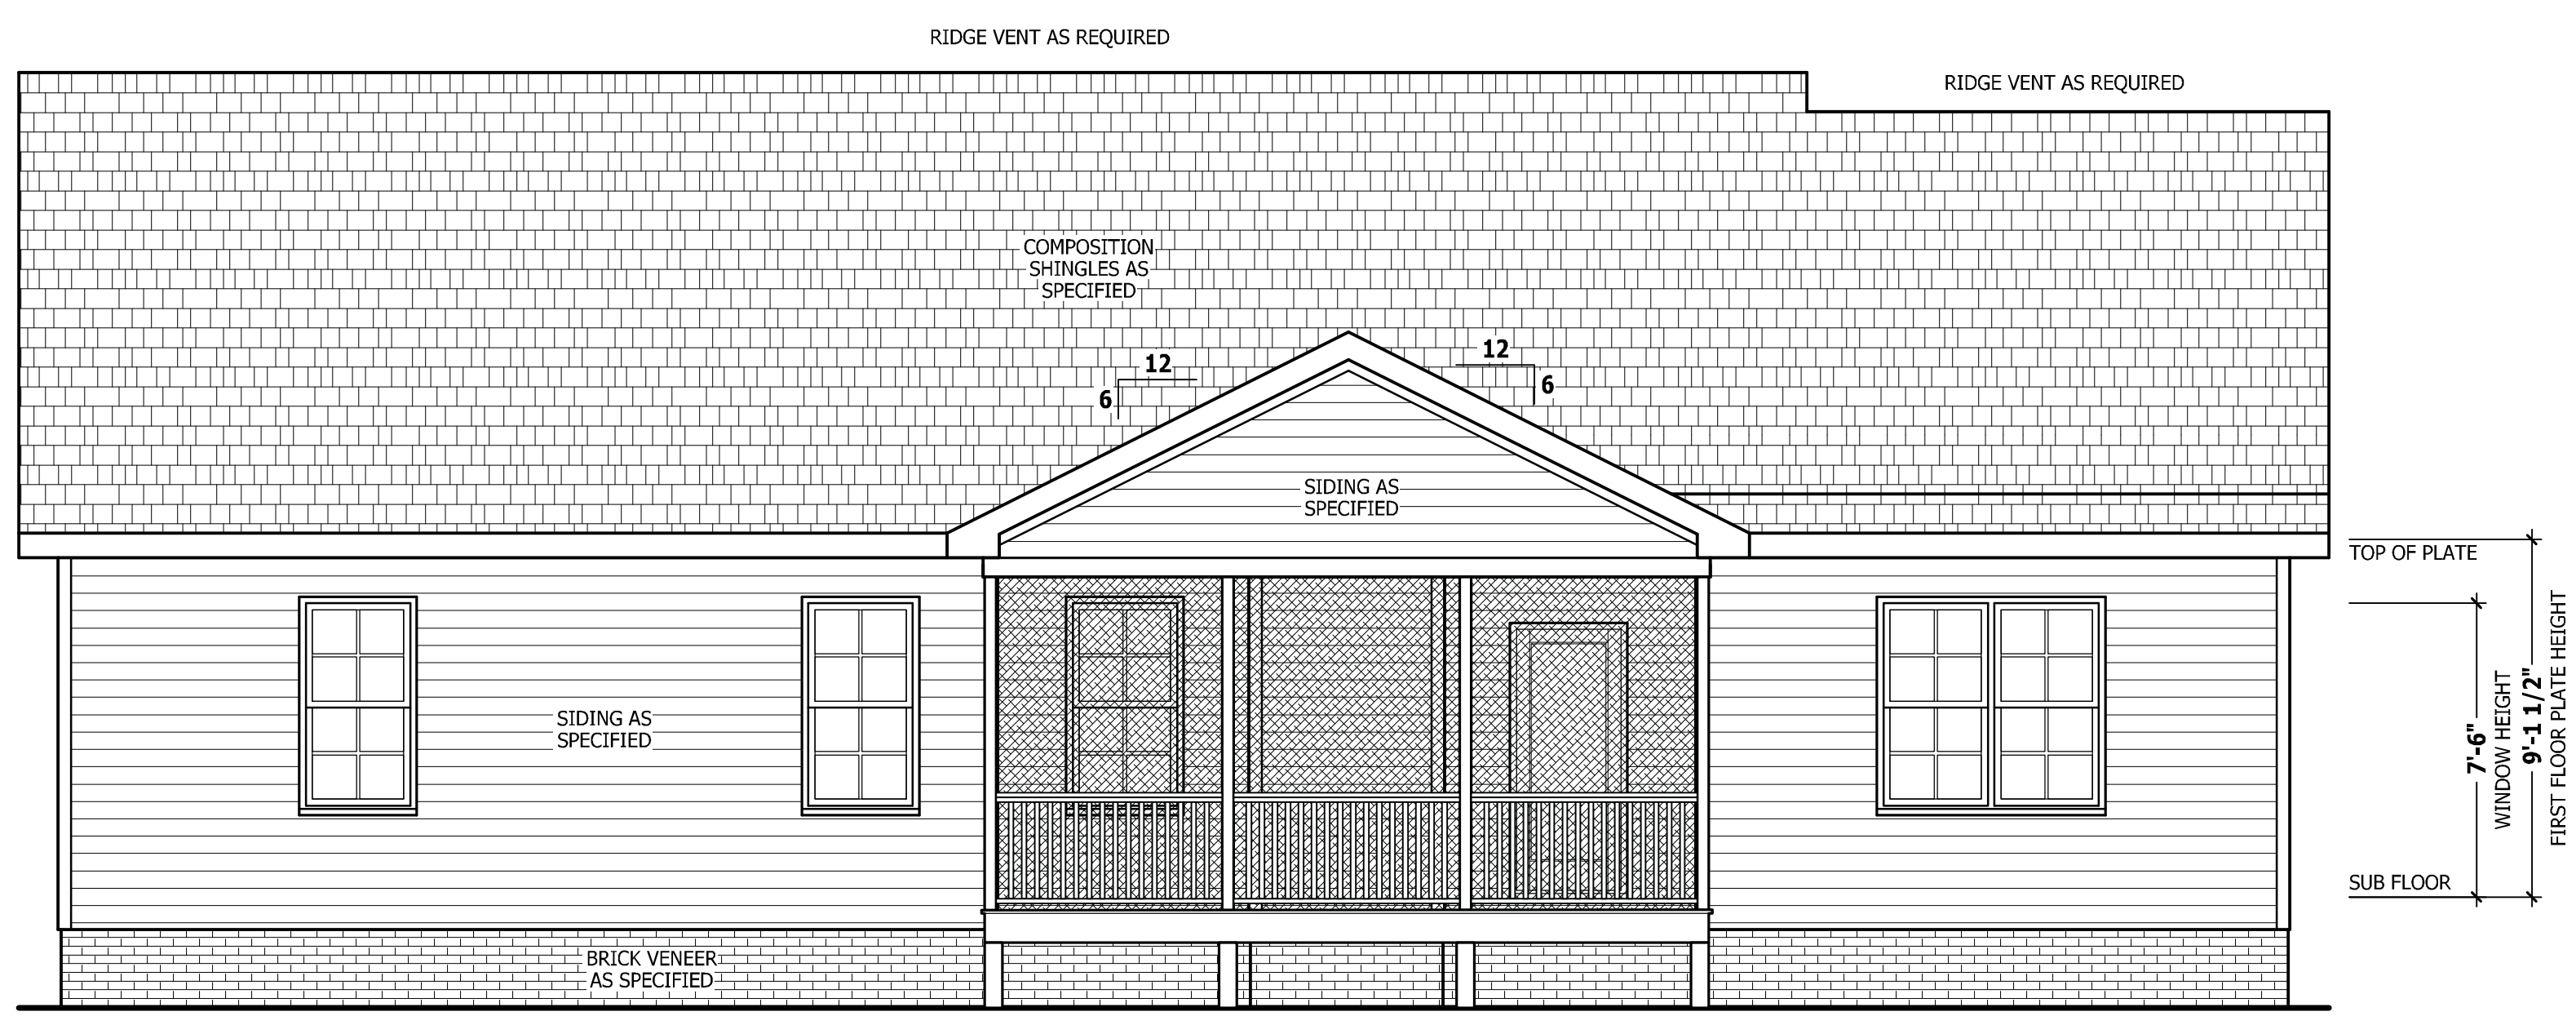 RIDGE VENT AS REQUIRED
RIDGE VENT AS REQUIRED
COMPOSITION
SHINGLES AS
SPECIFIED
12
6
12
6
SIDING AS
SPECIFIED
TOP OF PLATE
SIDING AS
SPECIFIED
7'-6"
WINDOW HEIGHT
9'-1 1/2"
FIRST FLOOR PLATE HEIGHT
SUB FLOOR
BRICK VENEER
AS SPECIFIED